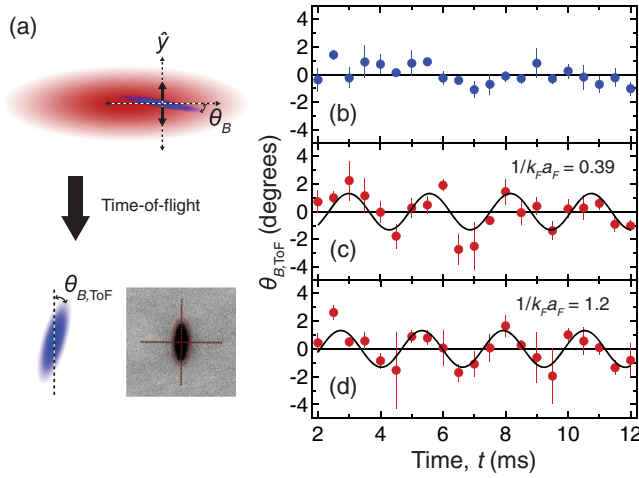 (a)
ŷ
θB
Time-of-flight
θB,ToF
θB,ToF (degrees)
4
2
0
-2
-4
(b)
4
2
0
-2
-4
1/kFaF = 0.39
(c)
4
2
0
-2
-4
1/kFaF = 1.2
(d)
2 4 6 8 10 12
Time, t (ms)